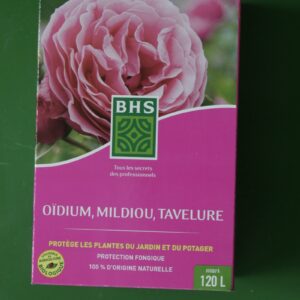 BHS
Tous les secrets
des professionnels
OÏDIUM, MILDIOU, TAVELURE
PROTÈGE LES PLANTES DU JARDIN ET DU POTAGER
PROTECTION FONGIQUE
100 % D'ORIGINE NATURELLE
JUSQU'À
120 L